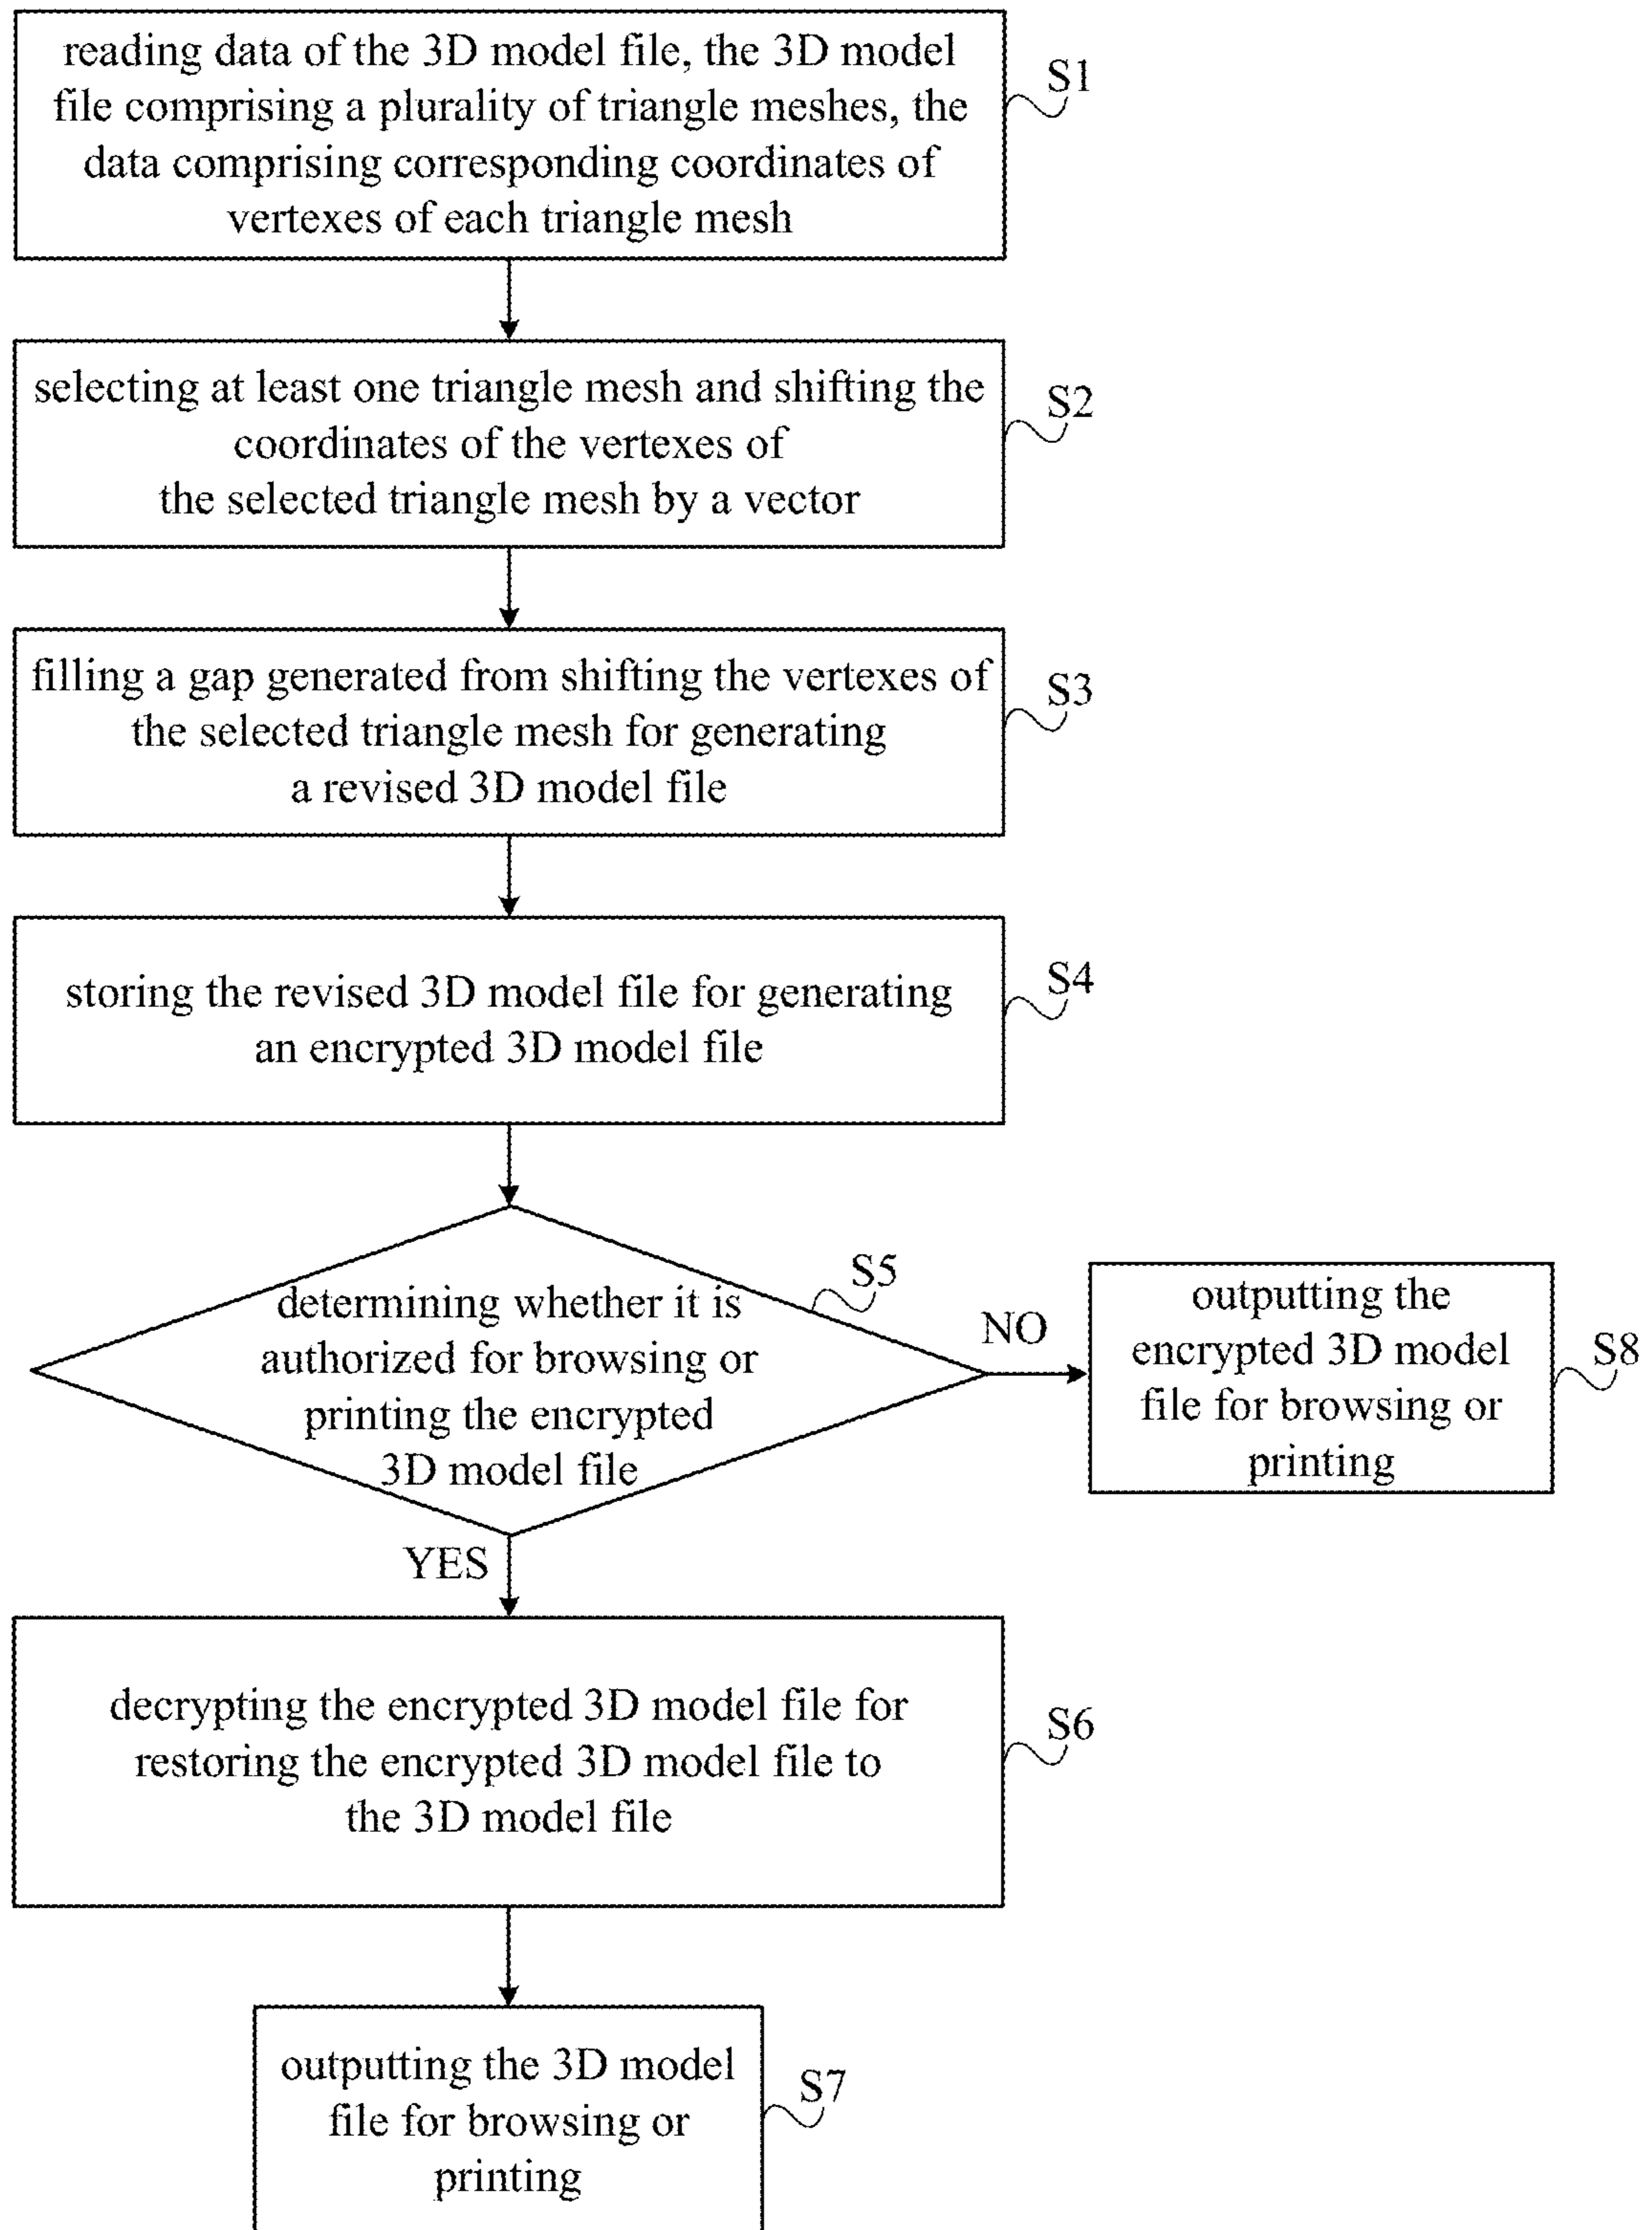 reading data of the 3D model file, the 3D model
file comprising a plurality of triangle meshes, the
data comprising corresponding coordinates of
vertexes of each triangle mesh
S1
selecting at least one triangle mesh and shifting the
coordinates of the vertexes of
the selected triangle mesh by a vector
S2
filling a gap generated from shifting the vertexes of
the selected triangle mesh for generating
a revised 3D model file
S3
storing the revised 3D model file for generating
an encrypted 3D model file
S4
determining whether it is
authorized for browsing or
printing the encrypted
3D model file
S5
NO
outputting the
encrypted 3D model
file for browsing or
printing
S8
YES
decrypting the encrypted 3D model file for
restoring the encrypted 3D model file to
the 3D model file
S6
outputting the 3D model
file for browsing or
printing
S7